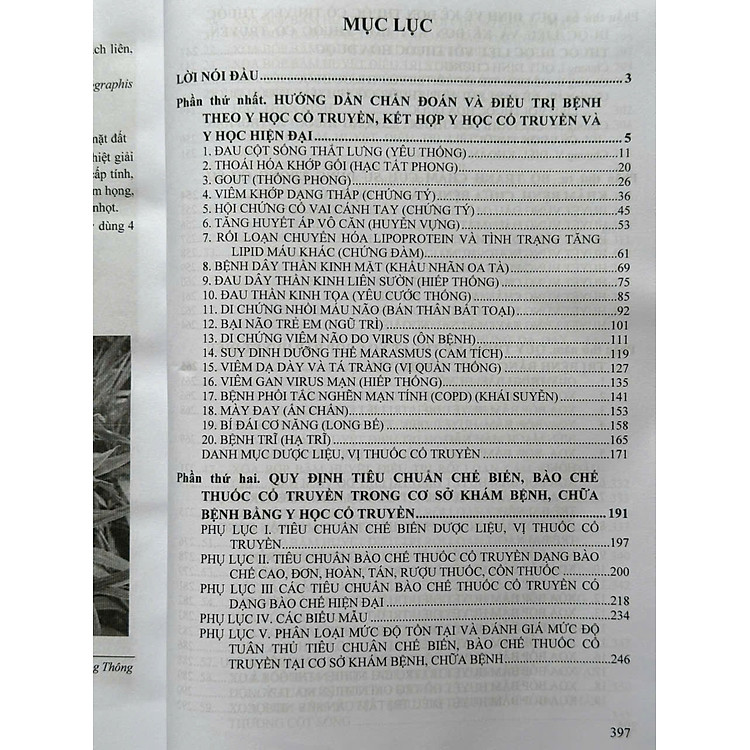 ch liên,
graphis
mặt đất
hiệt giải
cấp tính,
m họng,
nhọt.
dùng 4
g Thông
MỤC LỤC
LỜI NÓI ĐẦU 3
Phần thứ nhất. HƯỚNG DẪN CHẨN ĐOÁN VÀ ĐIỀU TRỊ BỆNH
THEO Y HỌC CỔ TRUYỀN, KẾT HỢP Y HỌC CỔ TRUYỀN VÀ
Y HỌC HIỆN ĐẠI 5
1. ĐAU CỘT SỐNG THẮT LƯNG (YÊU THỐNG) 11
2. THOÁI HÓA KHỚP GỐI (HẠC TẤT PHONG) 20
3. GOUT (THỐNG PHONG) 26
4. VIÊM KHỚP DẠNG THẤP (CHỨNG TÝ) 36
5. HỘI CHỨNG CỔ VAI CÁNH TAY (CHỨNG TÝ) 45
6. TĂNG HUYẾT ÁP VÔ CĂN (HUYỄN VỰNG) 53
7. RỐI LOẠN CHUYỂN HÓA LIPOPROTEIN VÀ TÌNH TRẠNG TĂNG
LIPID MÁU KHÁC (CHỨNG ĐÀM) 61
8. BỆNH DÂY THẦN KINH MẶT (KHẨU NHÃN OA TÀ) 69
9. ĐAU DÂY THẦN KINH LIÊN SƯỜN (HIẾP THỐNG) 75
10. ĐAU THẦN KINH TỌA (YÊU CƯỚC THỐNG) 85
11. DI CHỨNG NHỒI MÁU NÃO (BÁN THÂN BẤT TOẠI) 92
12. BẠI NÃO TRẺ EM (NGŨ TRÌ) 101
13. DI CHỨNG VIÊM NÃO DO VIRUS (ÔN BỆNH) 111
14. SUY DINH DƯỠNG THỂ MARASMUS (CAM TÍCH) 119
15. VIÊM DẠ DÀY VÀ TÁ TRÀNG (VỊ QUẢN THỐNG) 127
16. VIÊM GAN VIRUS MẠN (HIẾP THỐNG) 135
17. BỆNH PHỔI TẮC NGHẼN MẠN TÍNH (COPD) (KHÁI SUYỄN) 141
18. MÀY ĐAY (ẨN CHẨN) 153
19. BÍ ĐÁI CƠ NĂNG (LONG BẾ) 158
20. BỆNH TRĨ (HẠ TRĨ) 165
DANH MỤC DƯỢC LIỆU, VỊ THUỐC CỔ TRUYỀN 171
Phần thứ hai. QUY ĐỊNH TIÊU CHUẨN CHẾ BIẾN, BÀO CHẾ
THUỐC CỔ TRUYỀN TRONG CƠ SỞ KHÁM BỆNH, CHỮA
BỆNH BẰNG Y HỌC CỔ TRUYỀN 191
PHỤ LỤC I. TIÊU CHUẨN CHẾ BIẾN DƯỢC LIỆU, VỊ THUỐC CỔ
TRUYỀN 197
PHỤ LỤC II. TIÊU CHUẨN BÀO CHẾ THUỐC CỔ TRUYỀN DẠNG BÀO
CHẾ CAO, ĐƠN, HOÀN, TÁN, RƯỢU THUỐC, CỒN THUỐC 200
PHỤ LỤC III CÁC TIÊU CHUẨN BÀO CHẾ THUỐC CỔ TRUYỀN CÓ
DẠNG BÀO CHẾ HIỆN ĐẠI 218
PHỤ LỤC IV. CÁC BIỂU MẪU 234
PHỤ LỤC V. PHÂN LOẠI MỨC ĐỘ TỒN TẠI VÀ ĐÁNH GIÁ MỨC ĐỘ
TUÂN THỦ TIÊU CHUẨN CHẾ BIẾN, BÀO CHẾ THUỐC CỔ
TRUYỀN TẠI CƠ SỞ KHÁM BỆNH, CHỮA BỆNH 246
397